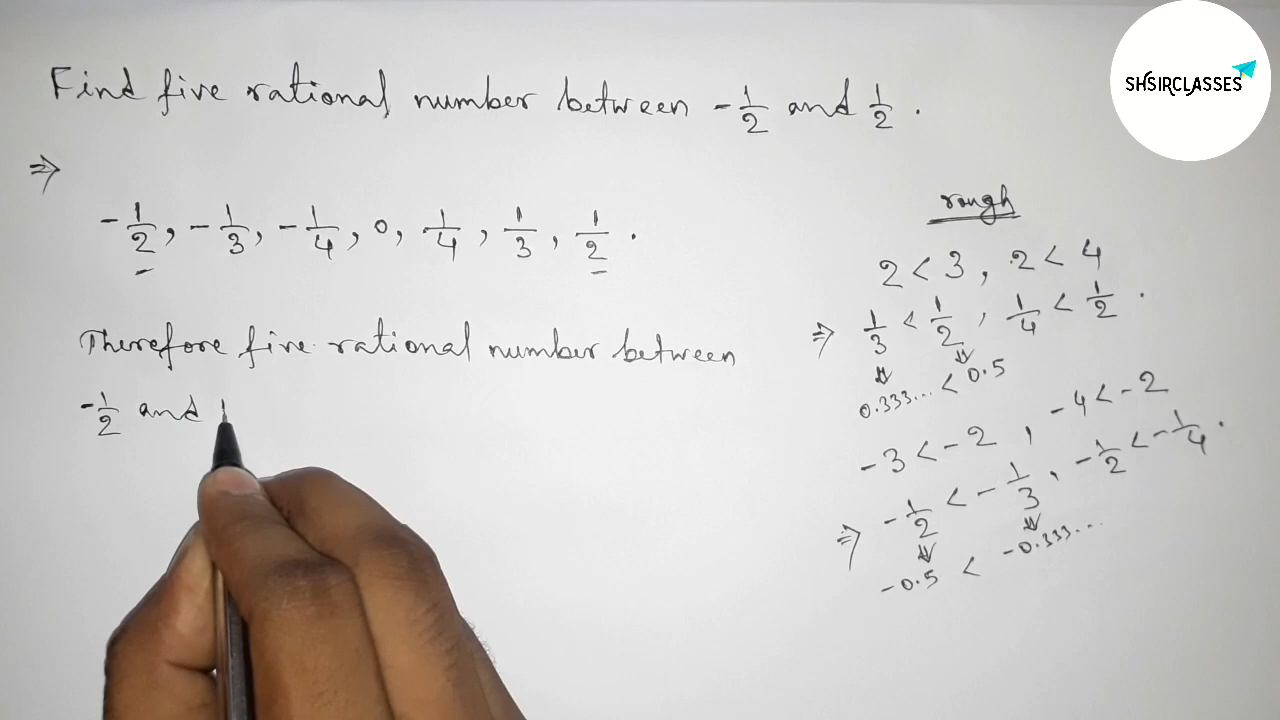 Find five rational number between -1/2 and 1/2 .
⇒
-1/2, -1/3, -1/4, 0, 1/4, 1/3, 1/2 .
Therefore five rational number between
-1/2 and 1
rough
2 < 3, 2 < 4
⇒ 1/3 < 1/2, 1/4 < 1/2 .
0.333... < 0.5
-3 < -2, -4 < -2
⇒ -1/2 < -1/3, -1/2 < -1/4 .
-0.5 < -0.333...
SHSIRCLASSES